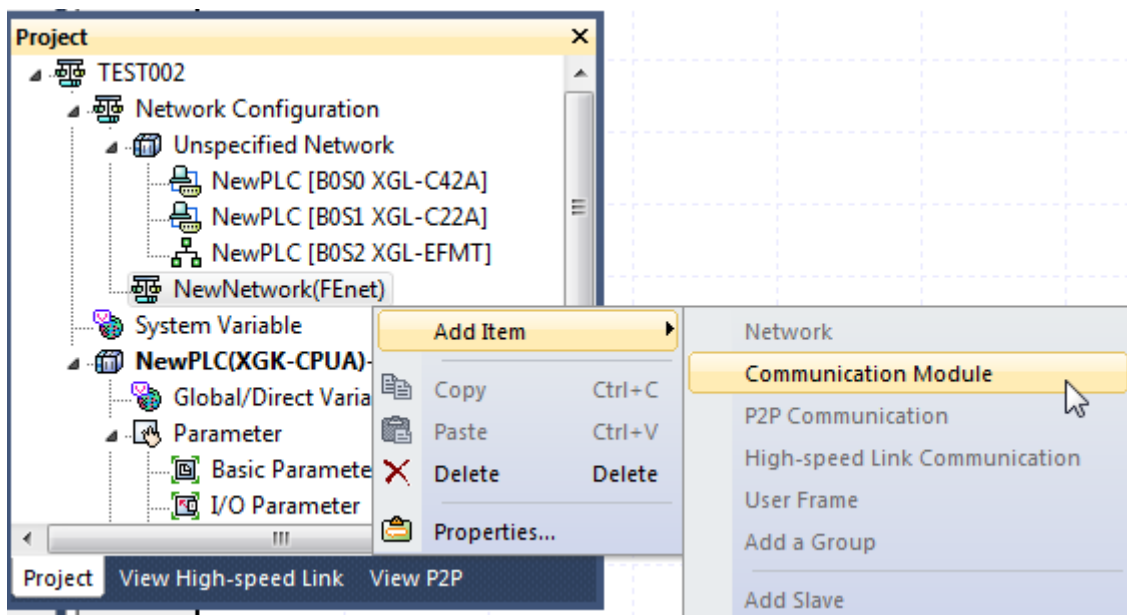 Project
TEST002
Network Configuration
Unspecified Network
NewPLC [B0S0 XGL-C42A]
NewPLC [B0S1 XGL-C22A]
NewPLC [B0S2 XGL-EFMT]
NewNetwork(FEnet)
System Variable
NewPLC(XGK-CPUA)-
Global/Direct Varia
Parameter
Basic Paramete
I/O Parameter
Project View High-speed Link View P2P
Add Item
Copy Ctrl+C
Paste Ctrl+V
Delete Delete
Properties...
Network
Communication Module
P2P Communication
High-speed Link Communication
User Frame
Add a Group
Add Slave